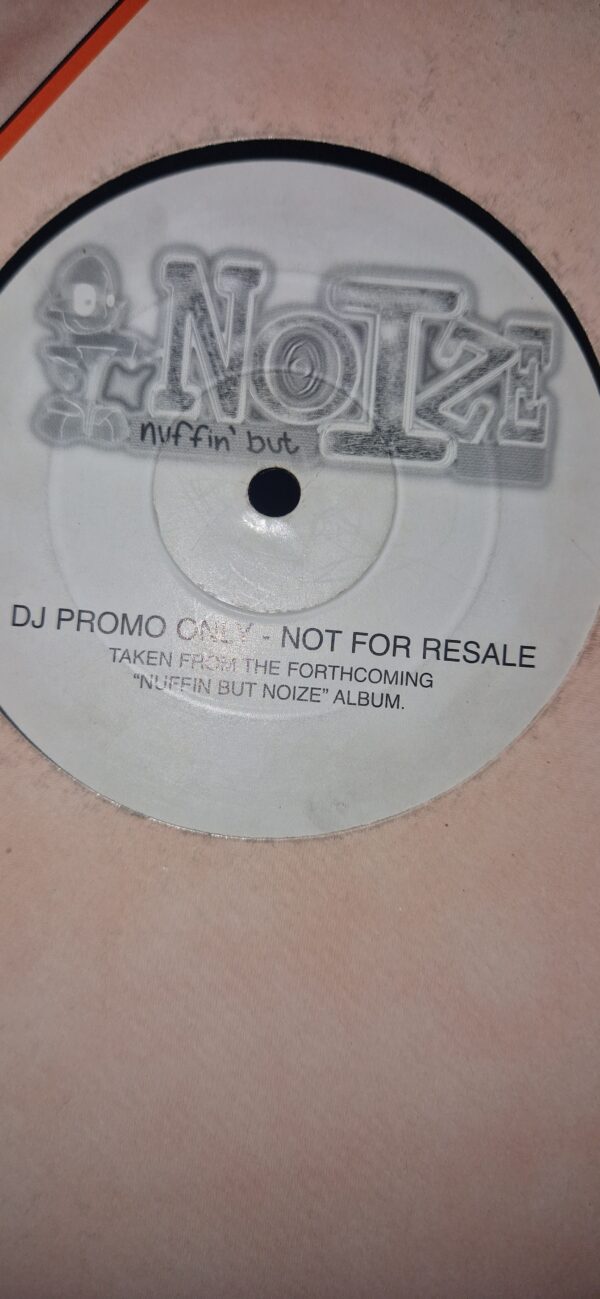 NOIZE
nuffin' but
DJ PROMO ONLY - NOT FOR RESALE
TAKEN FROM THE FORTHCOMING
"NUFFIN BUT NOIZE" ALBUM.